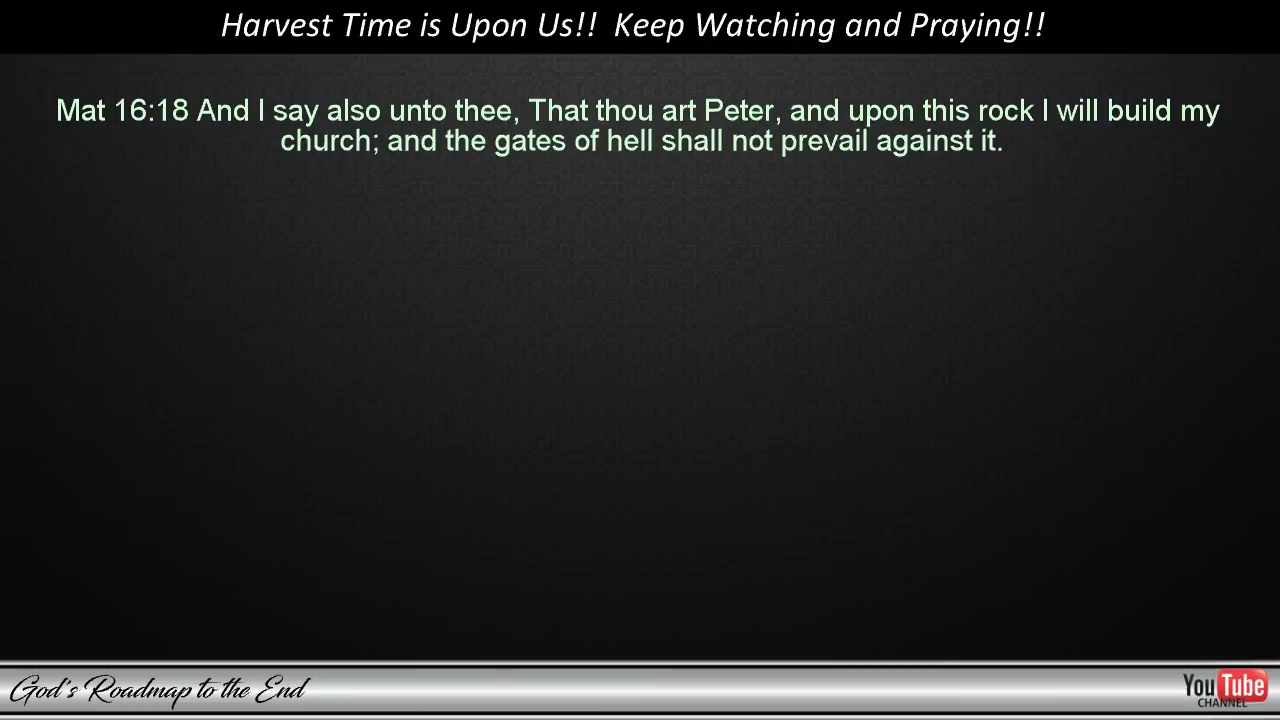 Harvest Time is Upon Us!!  Keep Watching and Praying!!
Mat 16:18 And I say also unto thee, That thou art Peter, and upon this rock I will build my
church; and the gates of hell shall not prevail against it.
God's Roadmap to the End
YouTube
CHANNEL